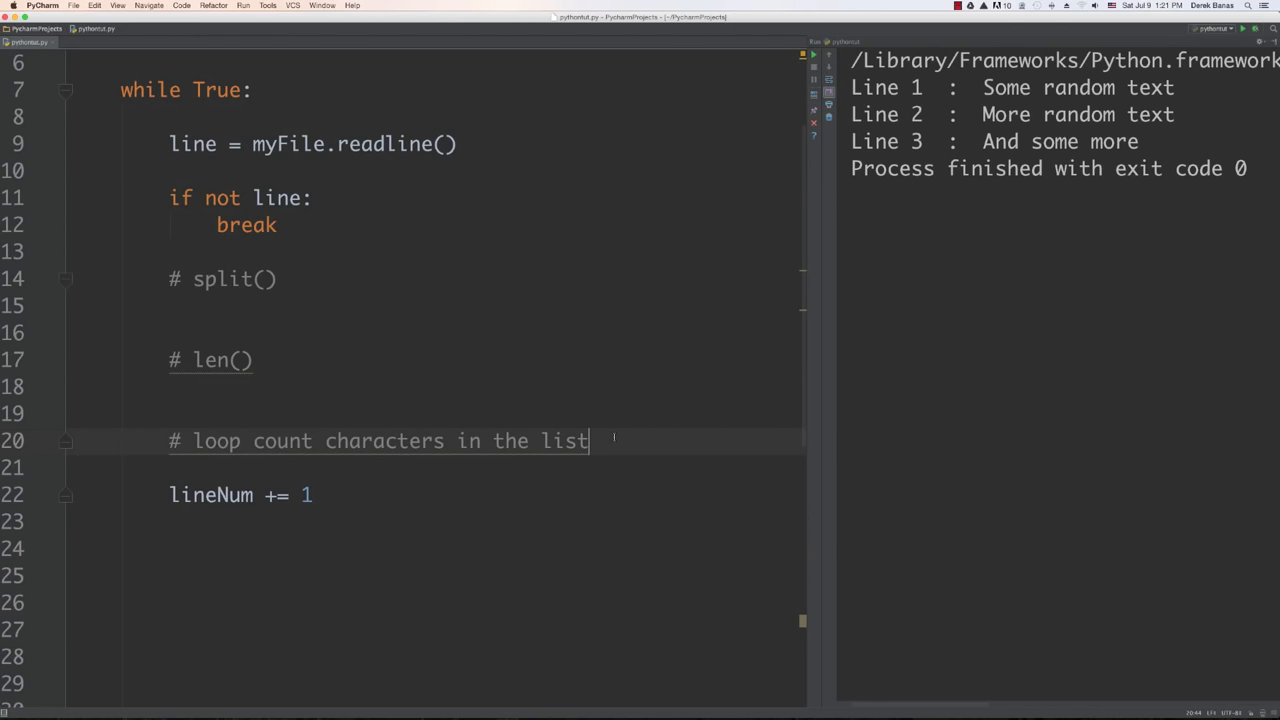 PyCharm File Edit View Navigate Code Refactor Run Tools VCS Window Help
10 Sat Jul 9 1:21 PM Derek Banas
pythontut.py - PycharmProjects - [~/PycharmProjects]
PycharmProjects pythontut.py
pythontut
pythontut.py
Run pythontut
6
7 while True:
8
9 line = myFile.readline()
10
11 if not line:
12 break
13
14 # split()
15
16
17 # len()
18
19
20 # loop count characters in the list
21
22 lineNum += 1
23
24
25
26
27
28
29
30
/Library/Frameworks/Python.framework
Line 1 : Some random text
Line 2 : More random text
Line 3 : And some more
Process finished with exit code 0
20:44 LF UTF-8